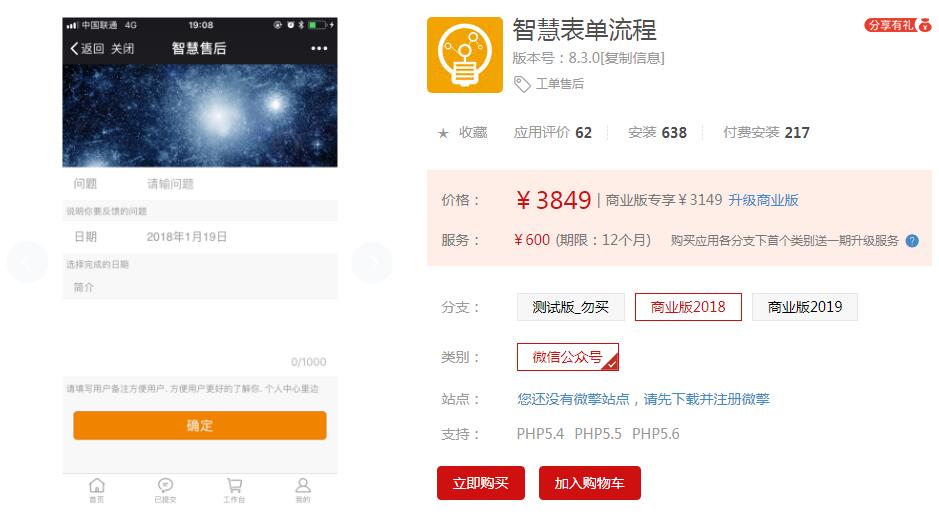 中国联通 4G 19:08
返回 关闭 智慧售后
问题 请输问题
说明你要反馈的问题
日期 2018年1月19日
选择完成的日期
简介
0/1000
请填写用户备注方便用户. 方便用户更好的了解你. 个人中心里边
确定
首页 已提交 工作台 我的
智慧表单流程
分享有礼
版本号：8.3.0[复制信息]
工单售后
收藏 应用评价 62 安装 638 付费安装 217
价格： ¥ 3849 | 商业版专享 ¥ 3149 升级商业版
服务： ¥ 600 (期限：12个月) 购买应用各分支下首个类别送一期升级服务 ?
分支： 测试版_勿买 商业版2018 商业版2019
类别： 微信公众号
站点： 您还没有微擎站点，请先下载并注册微擎
支持： PHP5.4 PHP5.5 PHP5.6
立即购买 加入购物车